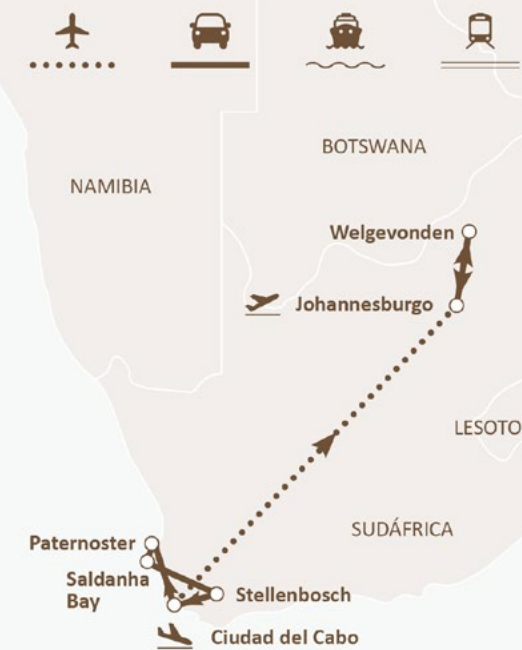 BOTSWANA
NAMIBIA
Welgevonden
Johannesburgo
LESOTO
SUDÁFRICA
Paternoster
Saldanha
Bay
Stellenbosch
Ciudad del Cabo